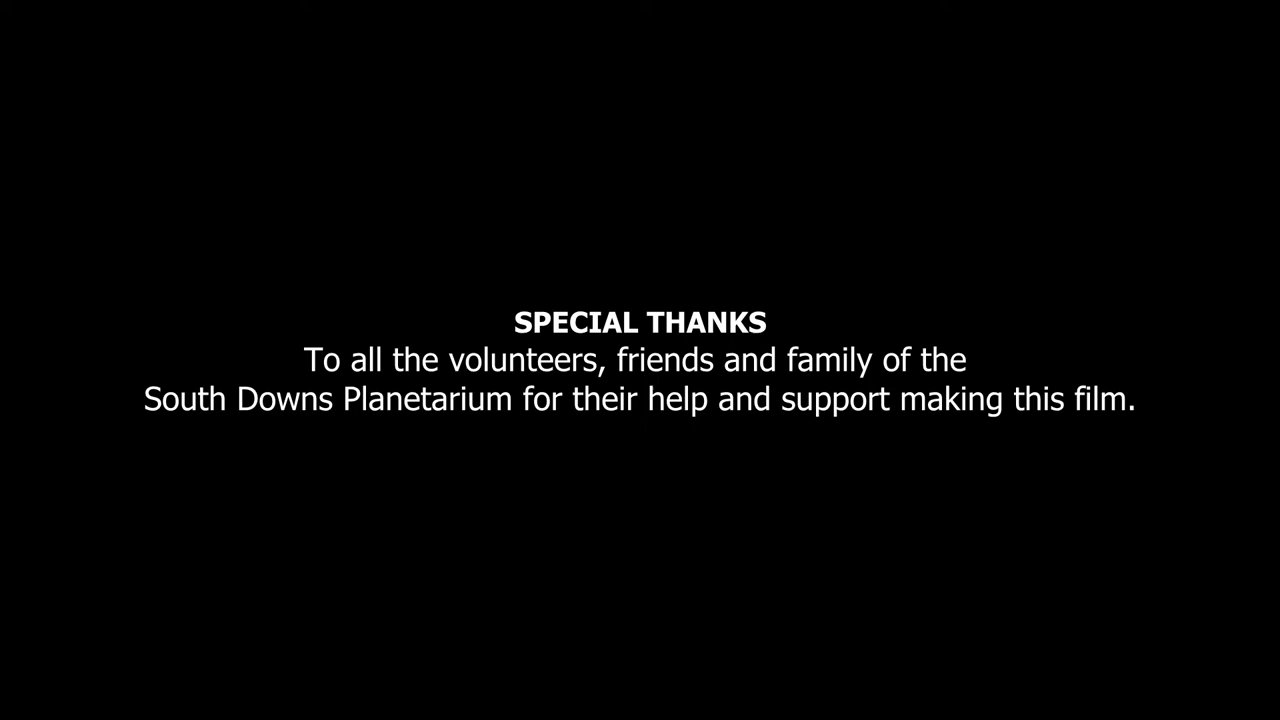 SPECIAL THANKS
To all the volunteers, friends and family of the
South Downs Planetarium for their help and support making this film.